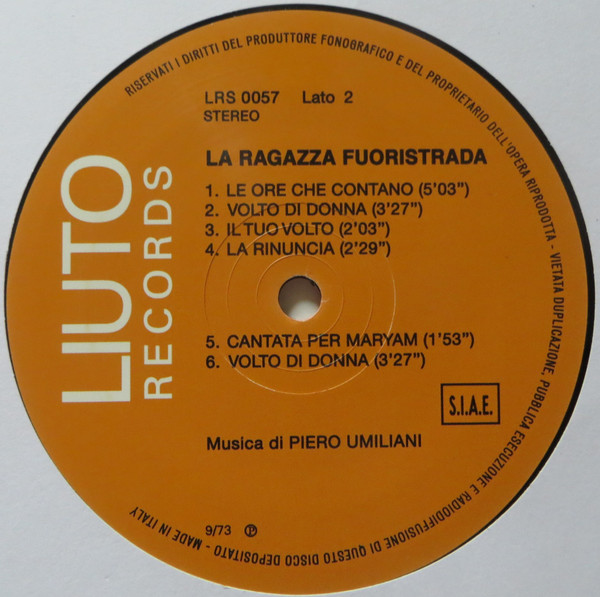 RISERVATI I DIRITTI DEL PRODUTTORE FONOGRAFICO E DEL PROPRIETARIO DELL'OPERA RIPRODOTTA - VIETATA DUPLICAZIONE, PUBBLICA ESECUZIONE E RADIODIFFUSIONE DI QUESTO DISCO DEPOSITATO - MADE IN ITALY
LRS 0057 Lato 2
STEREO
LIUTO
RECORDS
LA RAGAZZA FUORISTRADA
1. LE ORE CHE CONTANO (5'03")
2. VOLTO DI DONNA (3'27")
3. IL TUO VOLTO (2'03")
4. LA RINUNCIA (2'29")
5. CANTATA PER MARYAM (1'53")
6. VOLTO DI DONNA (3'27")
S.I.A.E.
Musica di PIERO UMILIANI
9/73 Ⓟ